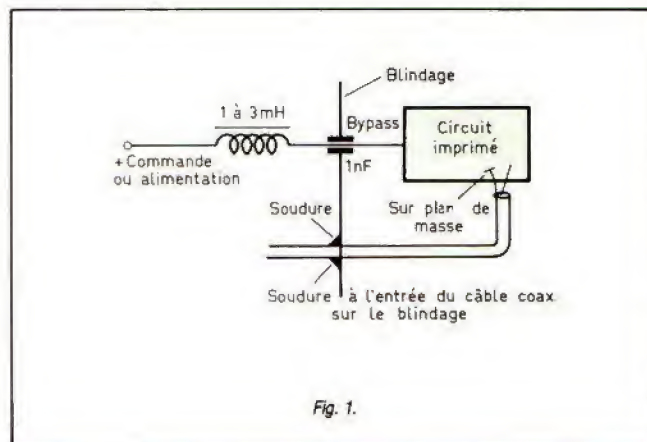 Blindage
1 à 3mH
Bypass
Circuit
imprimé
+Commande
ou alimentation
1nF
Sur plan de
masse
Soudure
Soudure à l'entrée du câble coax
sur le blindage
Fig. 1.